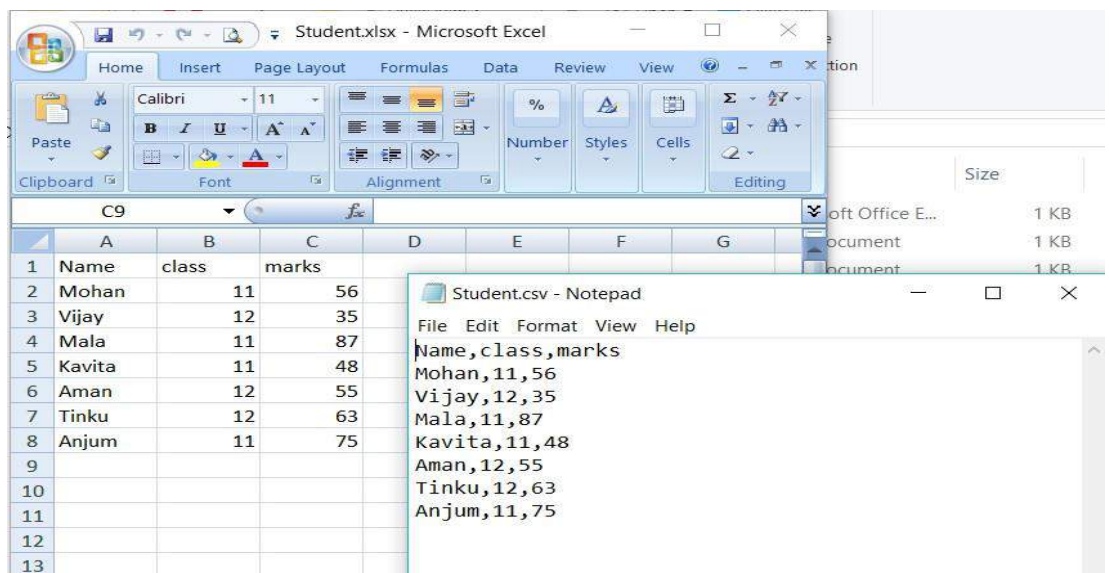 Student.xlsx - Microsoft Excel
Home Insert Page Layout Formulas Data Review View
tion
Calibri 11
B I U A A
Paste
% Number Styles Cells
Σ
Clipboard Font Alignment Editing
Size
C9 fx
oft Office E... 1 KB
A B C D E F G
ocument 1 KB
1 Name class marks
ocument 1 KB
2 Mohan 11 56
3 Vijay 12 35
4 Mala 11 87
5 Kavita 11 48
6 Aman 12 55
7 Tinku 12 63
8 Anjum 11 75
9
10
11
12
13
Student.csv - Notepad
File Edit Format View Help
Name,class,marks
Mohan,11,56
Vijay,12,35
Mala,11,87
Kavita,11,48
Aman,12,55
Tinku,12,63
Anjum,11,75